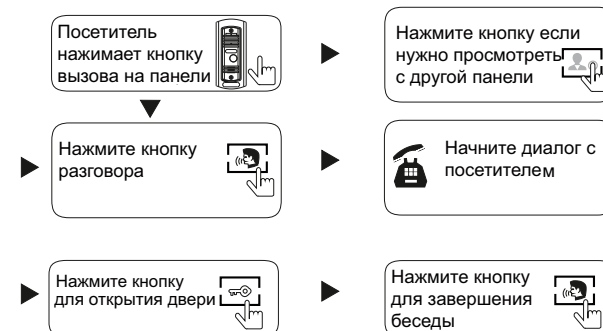 Посетитель
нажимает кнопку
вызова на панели
Нажмите кнопку если
нужно просмотреть
с другой панели
Нажмите кнопку
разговора
Начните диалог с
посетителем
Нажмите кнопку
для открытия двери
Нажмите кнопку
для завершения
беседы